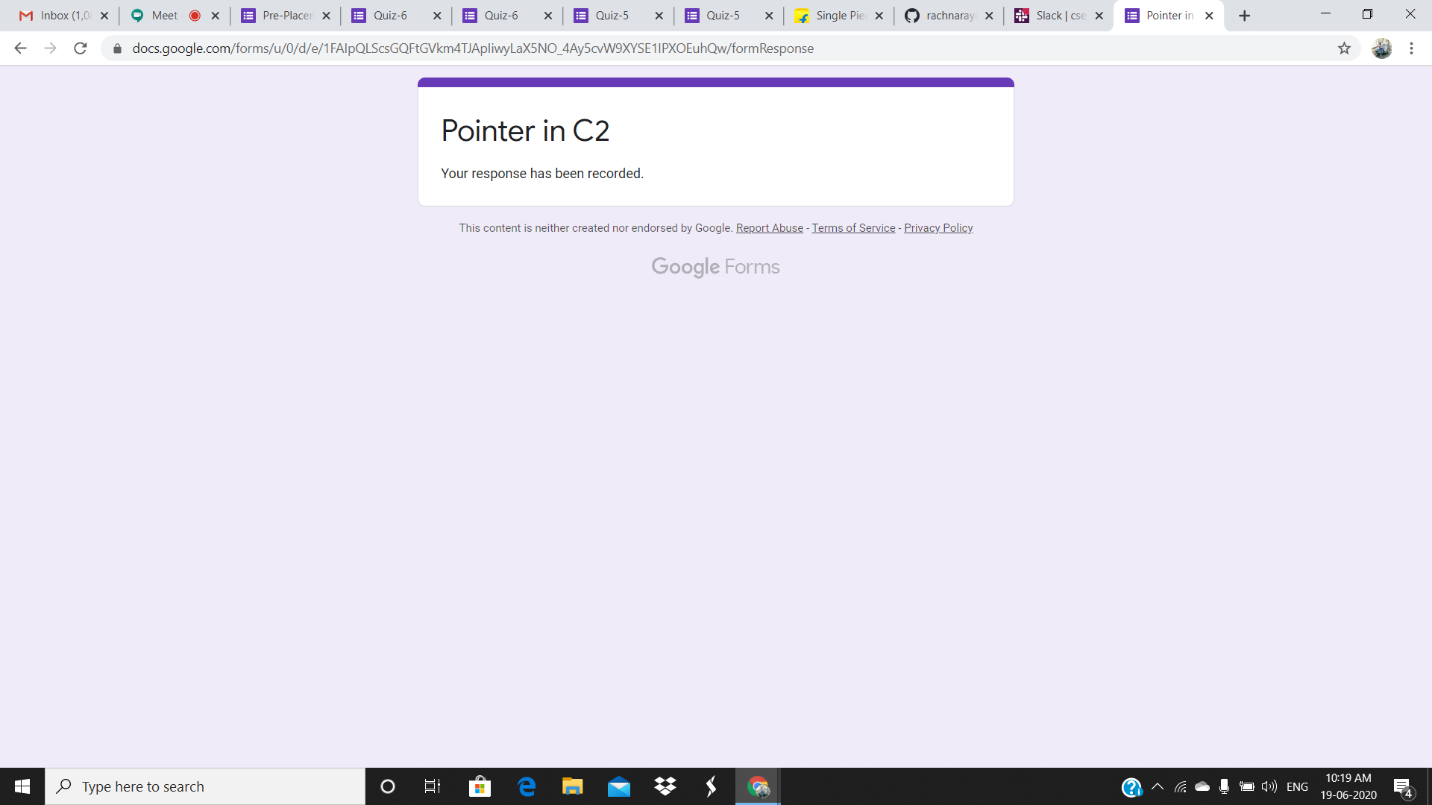 Inbox (1,0
Meet
Pre-Placem
Quiz-6
Quiz-6
Quiz-5
Quiz-5
Single Pie
rachnaray
Slack | cse
Pointer in
docs.google.com/forms/u/0/d/e/1FAIpQLScsGQFtGVkm4TJApIiwyLaX5NO_4Ay5cvW9XYSE1IPXOEuhQw/formResponse
Pointer in C2
Your response has been recorded.
This content is neither created nor endorsed by Google. Report Abuse - Terms of Service - Privacy Policy
Google Forms
Type here to search
ENG
10:19 AM
19-06-2020
4